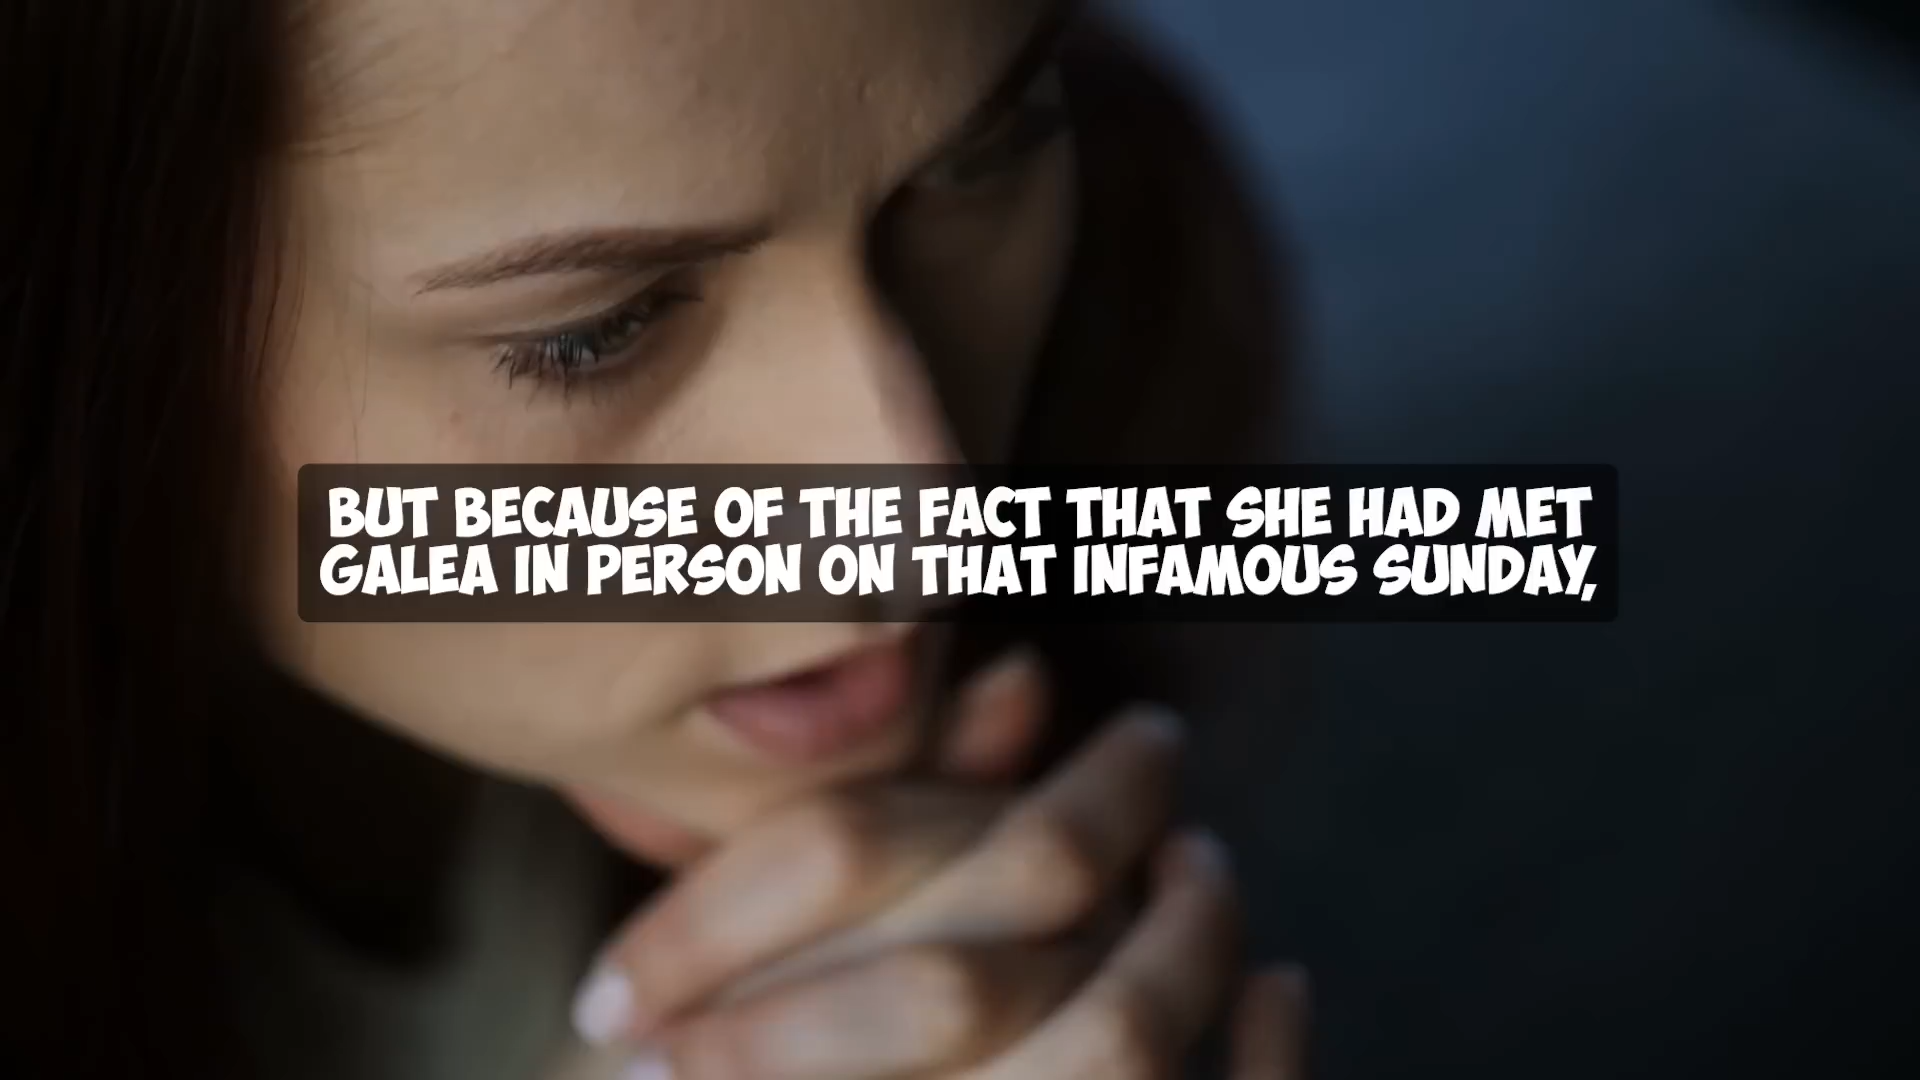 BUT BECAUSE OF THE FACT THAT SHE HAD MET
GALEA IN PERSON ON THAT INFAMOUS SUNDAY,